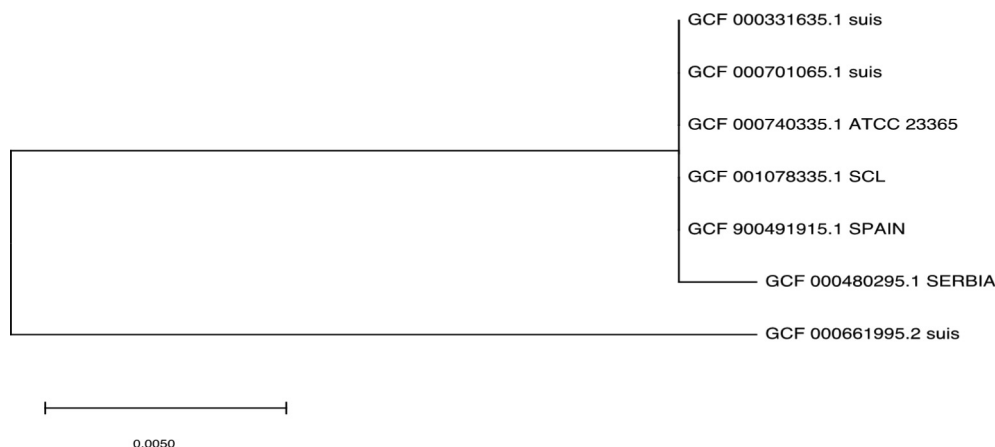 GCF 000331635.1 suis
GCF 000701065.1 suis
GCF 000740335.1 ATCC 23365
GCF 001078335.1 SCL
GCF 900491915.1 SPAIN
GCF 000480295.1 SERBIA
GCF 000661995.2 suis
0.0050